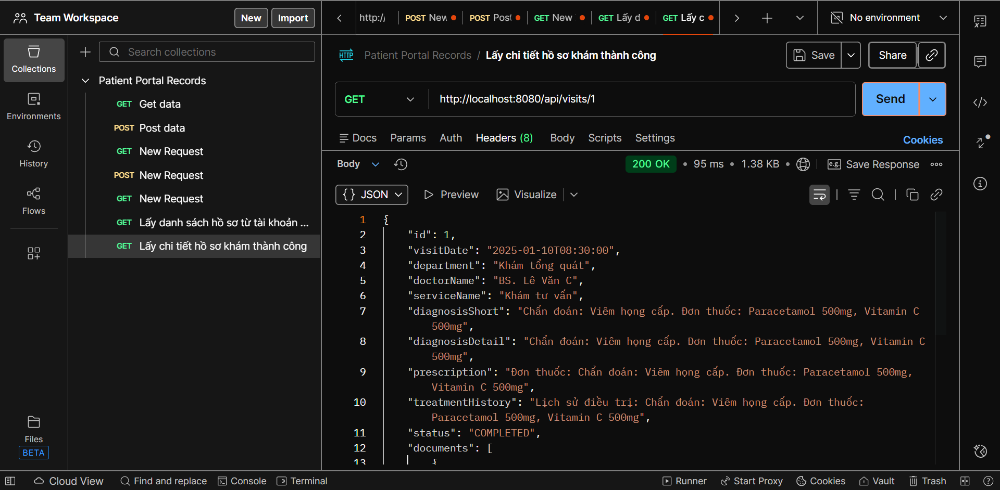 Team Workspace
New
Import
http://
POST New
POST Post
GET New
GET Lấy d
GET Lấy c
No environment
Collections
Environments
History
Flows
Files
BETA
Search collections
Patient Portal Records
GET Get data
POST Post data
GET New Request
POST New Request
GET New Request
GET Lấy danh sách hồ sơ từ tài khoản ...
GET Lấy chi tiết hồ sơ khám thành công
HTTP Patient Portal Records / Lấy chi tiết hồ sơ khám thành công
Save
Share
GET http://localhost:8080/api/visits/1
Send
Docs Params Auth Headers (8) Body Scripts Settings
Cookies
Body
200 OK • 95 ms • 1.38 KB •
e.g. Save Response
{} JSON
Preview
Visualize
1 {
2 "id": 1,
3 "visitDate": "2025-01-10T08:30:00",
4 "department": "Khám tổng quát",
5 "doctorName": "BS. Lê Văn C",
6 "serviceName": "Khám tư vấn",
7 "diagnosisShort": "Chẩn đoán: Viêm họng cấp. Đơn thuốc: Paracetamol 500mg, Vitamin C
500mg",
8 "diagnosisDetail": "Chẩn đoán: Viêm họng cấp. Đơn thuốc: Paracetamol 500mg, Vitamin C
500mg",
9 "prescription": "Đơn thuốc: Chẩn đoán: Viêm họng cấp. Đơn thuốc: Paracetamol 500mg,
Vitamin C 500mg",
10 "treatmentHistory": "Lịch sử điều trị: Chẩn đoán: Viêm họng cấp. Đơn thuốc:
Paracetamol 500mg, Vitamin C 500mg",
11 "status": "COMPLETED",
12 "documents": [
13 {
Cloud View
Find and replace
Console
Terminal
Runner
Start Proxy
Cookies
Vault
Trash